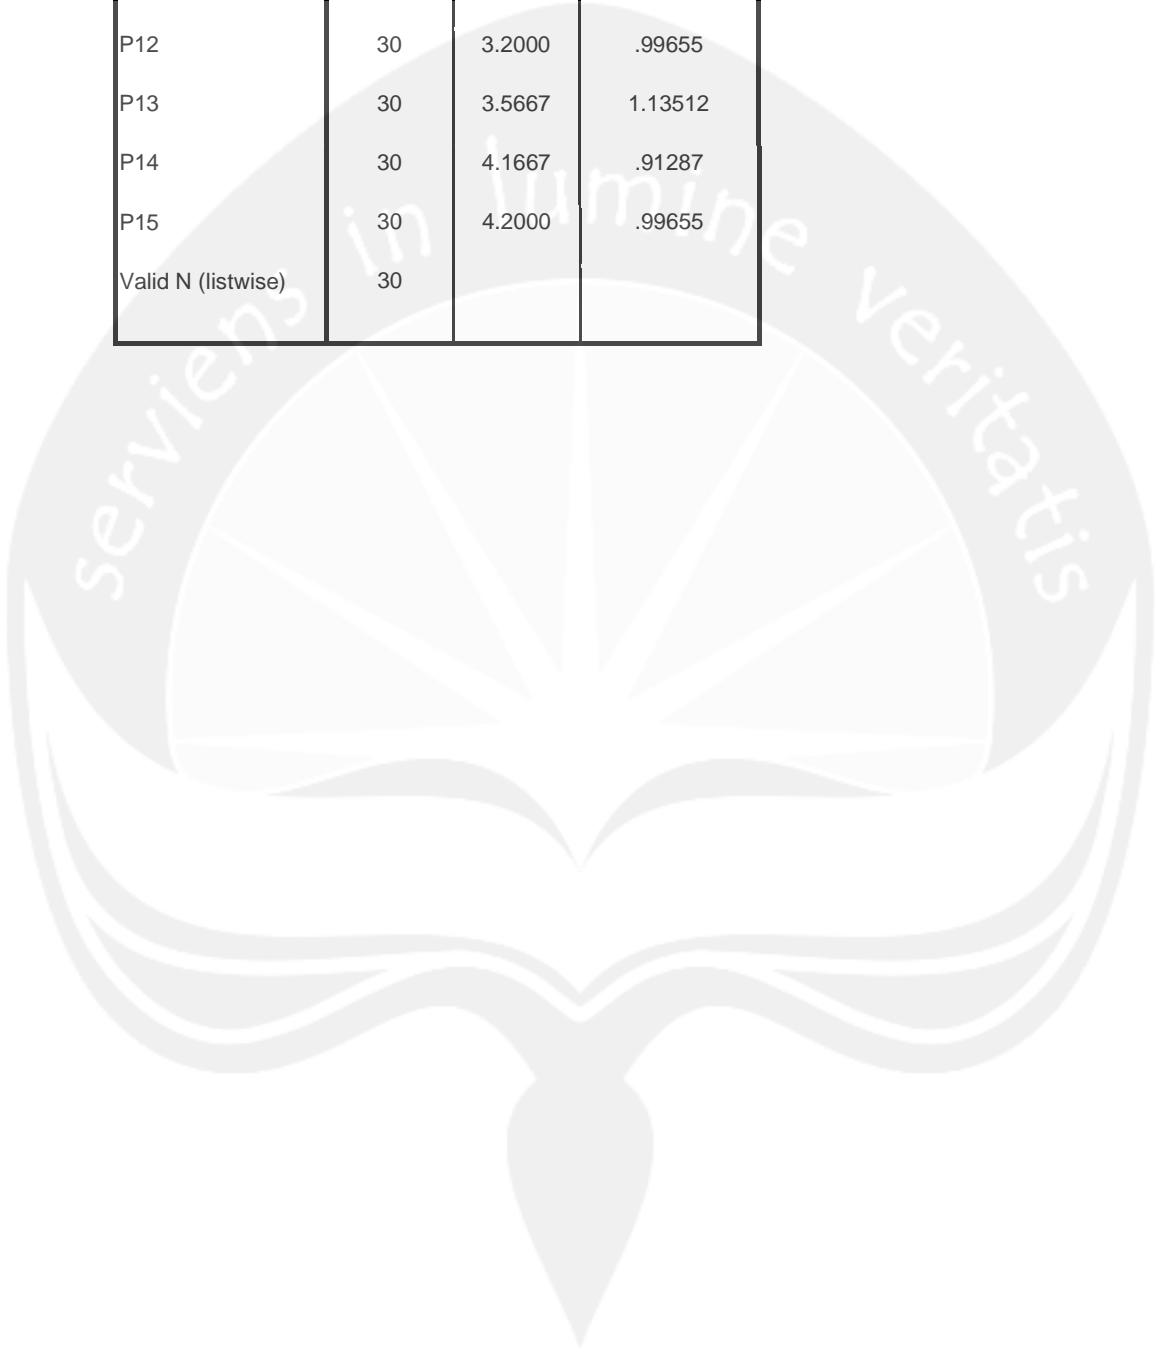 P12 30 3.2000 .99655
P13 30 3.5667 1.13512
P14 30 4.1667 .91287
P15 30 4.2000 .99655
Valid N (listwise) 30
serviens in lumine veritatis